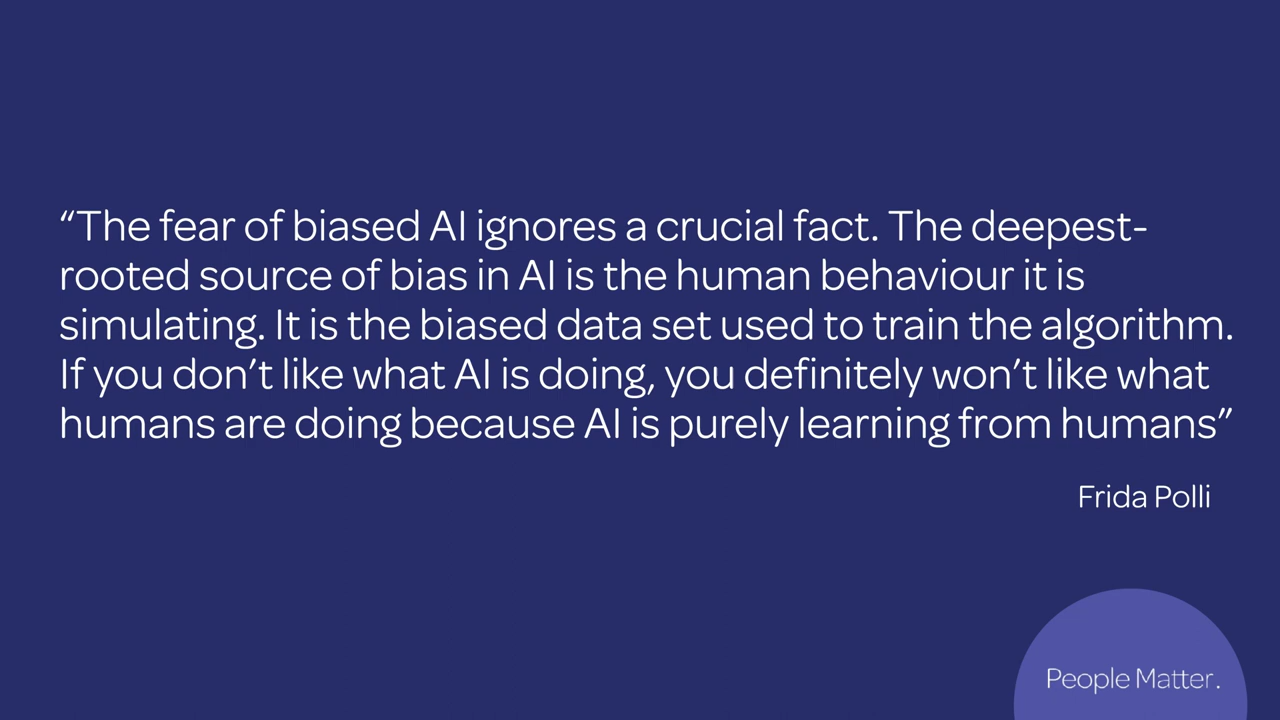 “The fear of biased AI ignores a crucial fact. The deepest-
rooted source of bias in AI is the human behaviour it is
simulating. It is the biased data set used to train the algorithm.
If you don’t like what AI is doing, you definitely won’t like what
humans are doing because AI is purely learning from humans”
Frida Polli
People Matter.